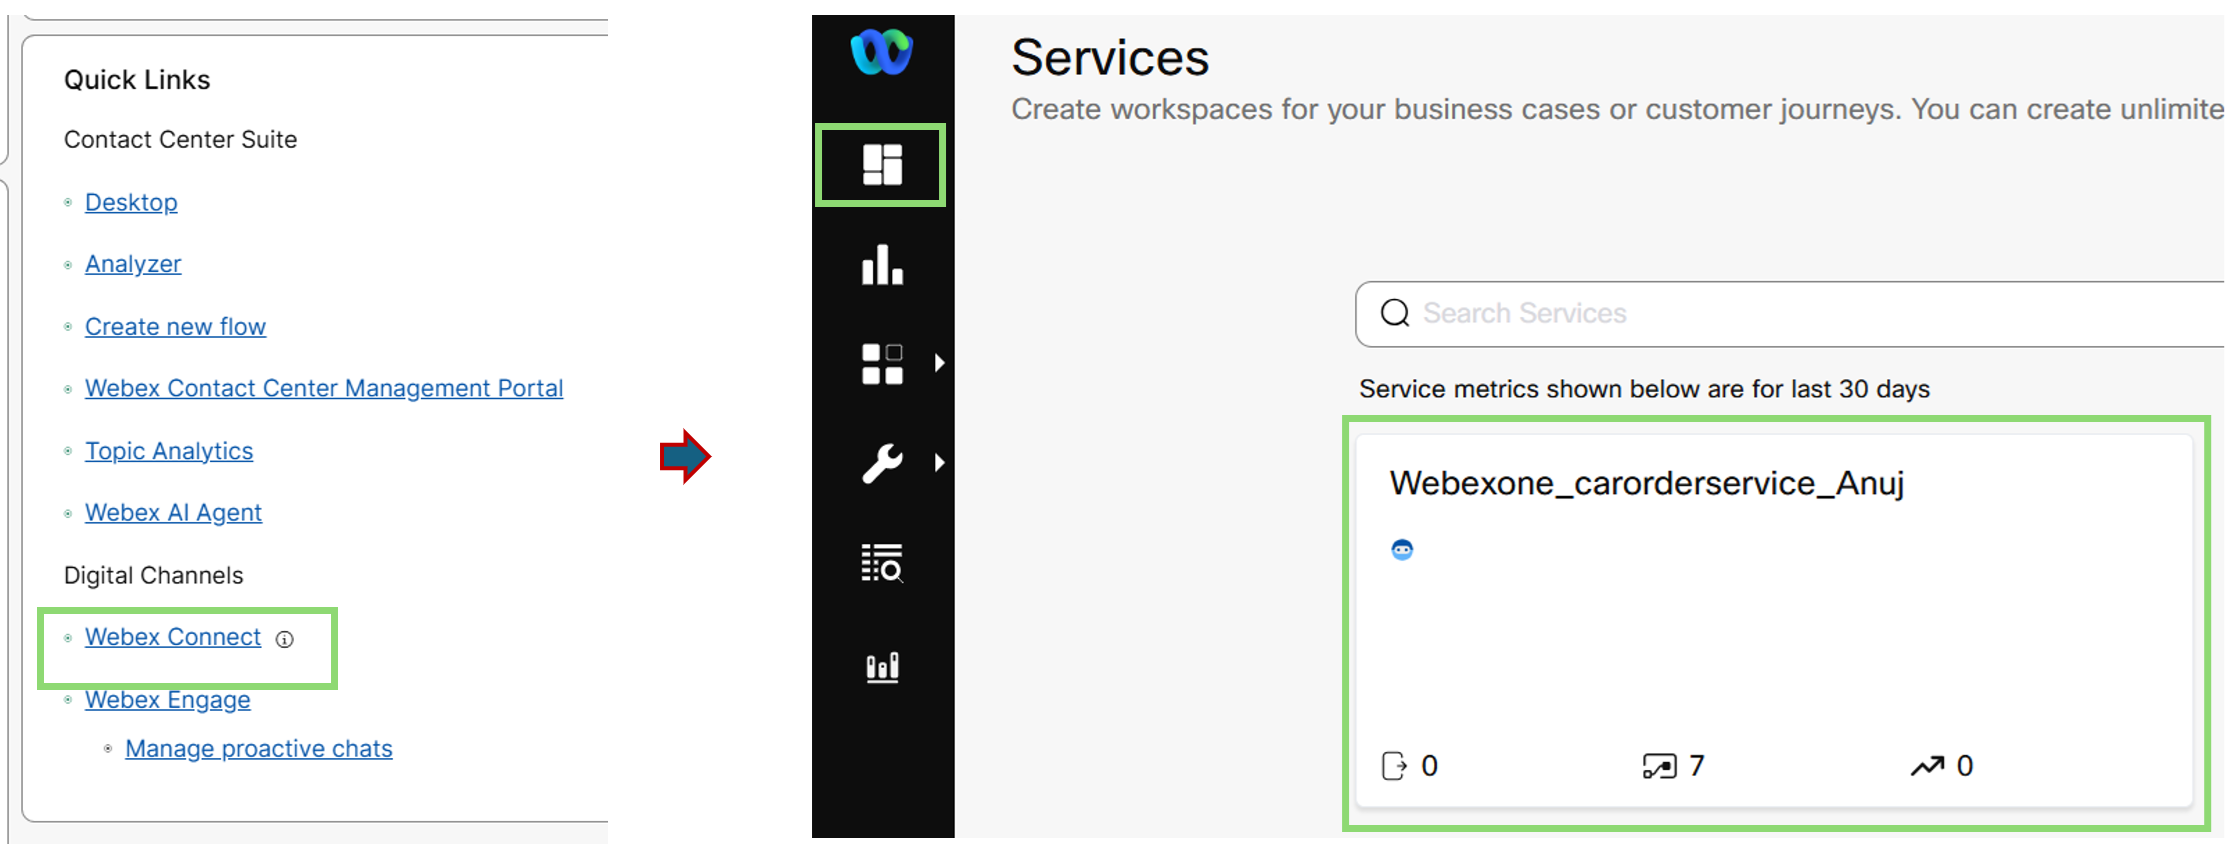 Quick Links
Contact Center Suite
Desktop
Analyzer
Create new flow
Webex Contact Center Management Portal
Topic Analytics
Webex AI Agent
Digital Channels
Webex Connect
Webex Engage
Manage proactive chats
Services
Create workspaces for your business cases or customer journeys. You can create unlimite
Search Services
Service metrics shown below are for last 30 days
Webexone_carorderservice_Anuj
0 7 0